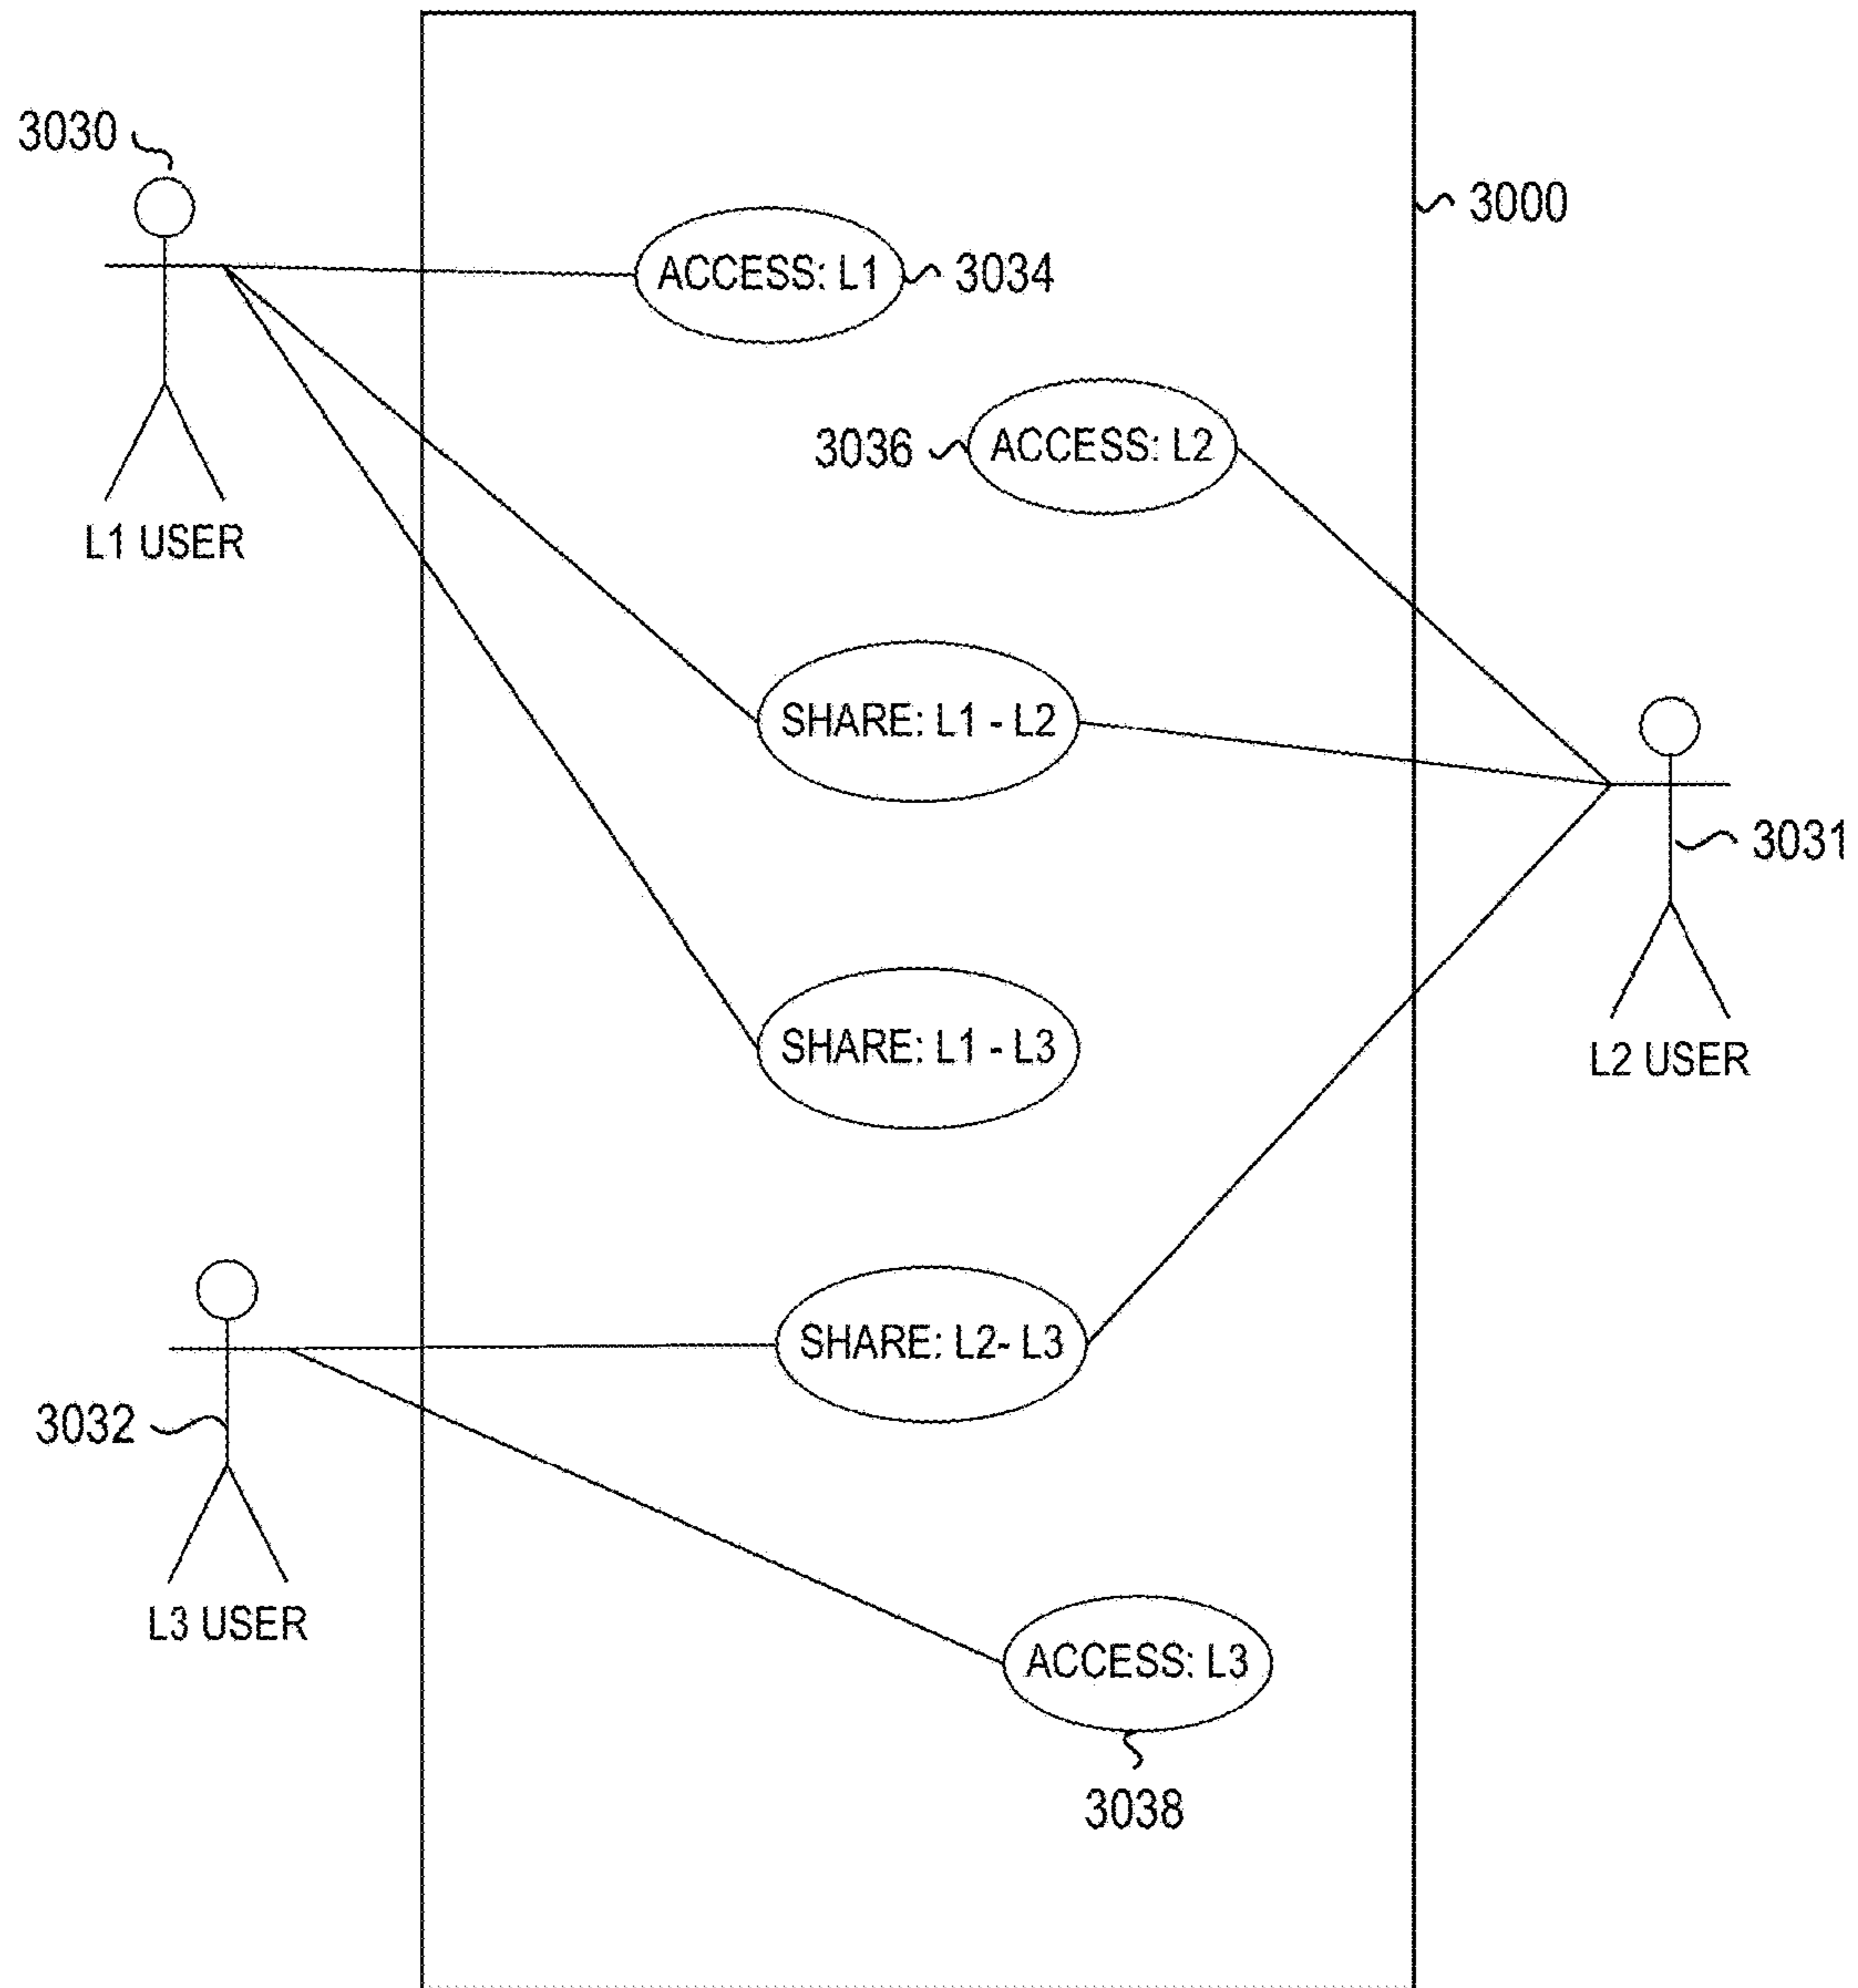 3030
3000
ACCESS: L1
3034
3036
ACCESS: L2
L1 USER
SHARE: L1 - L2
3031
SHARE: L1 - L3
L2 USER
SHARE: L2- L3
3032
L3 USER
ACCESS: L3
3038